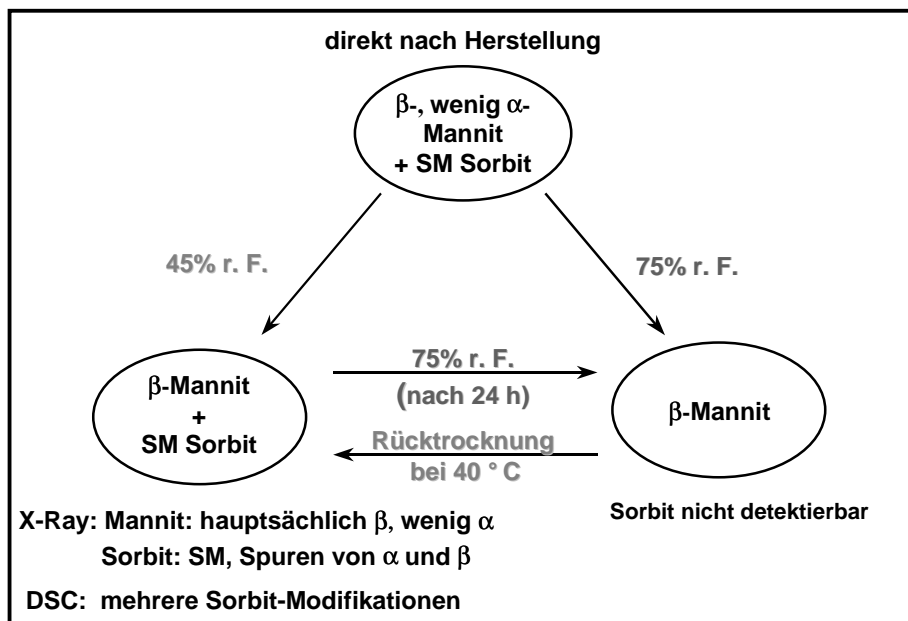 direkt nach Herstellung
β-, wenig α-
Mannit
+ SM Sorbit
45% r. F.
75% r. F.
75% r. F.
(nach 24 h)
β-Mannit
+
SM Sorbit
β-Mannit
Rücktrocknung
bei 40 ° C
Sorbit nicht detektierbar
X-Ray: Mannit: hauptsächlich β, wenig α
Sorbit: SM, Spuren von α und β
DSC: mehrere Sorbit-Modifikationen